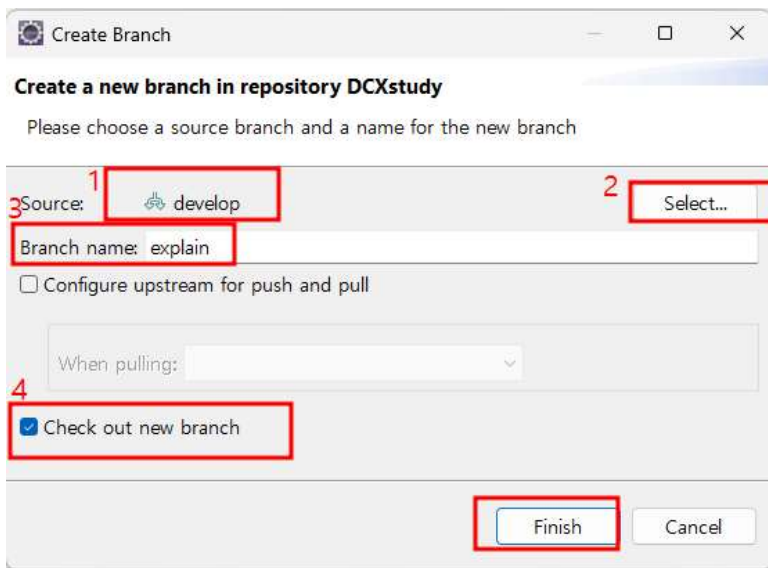 Create Branch
Create a new branch in repository DCXstudy
Please choose a source branch and a name for the new branch
1
Source: develop
2
Select...
3
Branch name: explain
Configure upstream for push and pull
When pulling:
4
Check out new branch
Finish Cancel